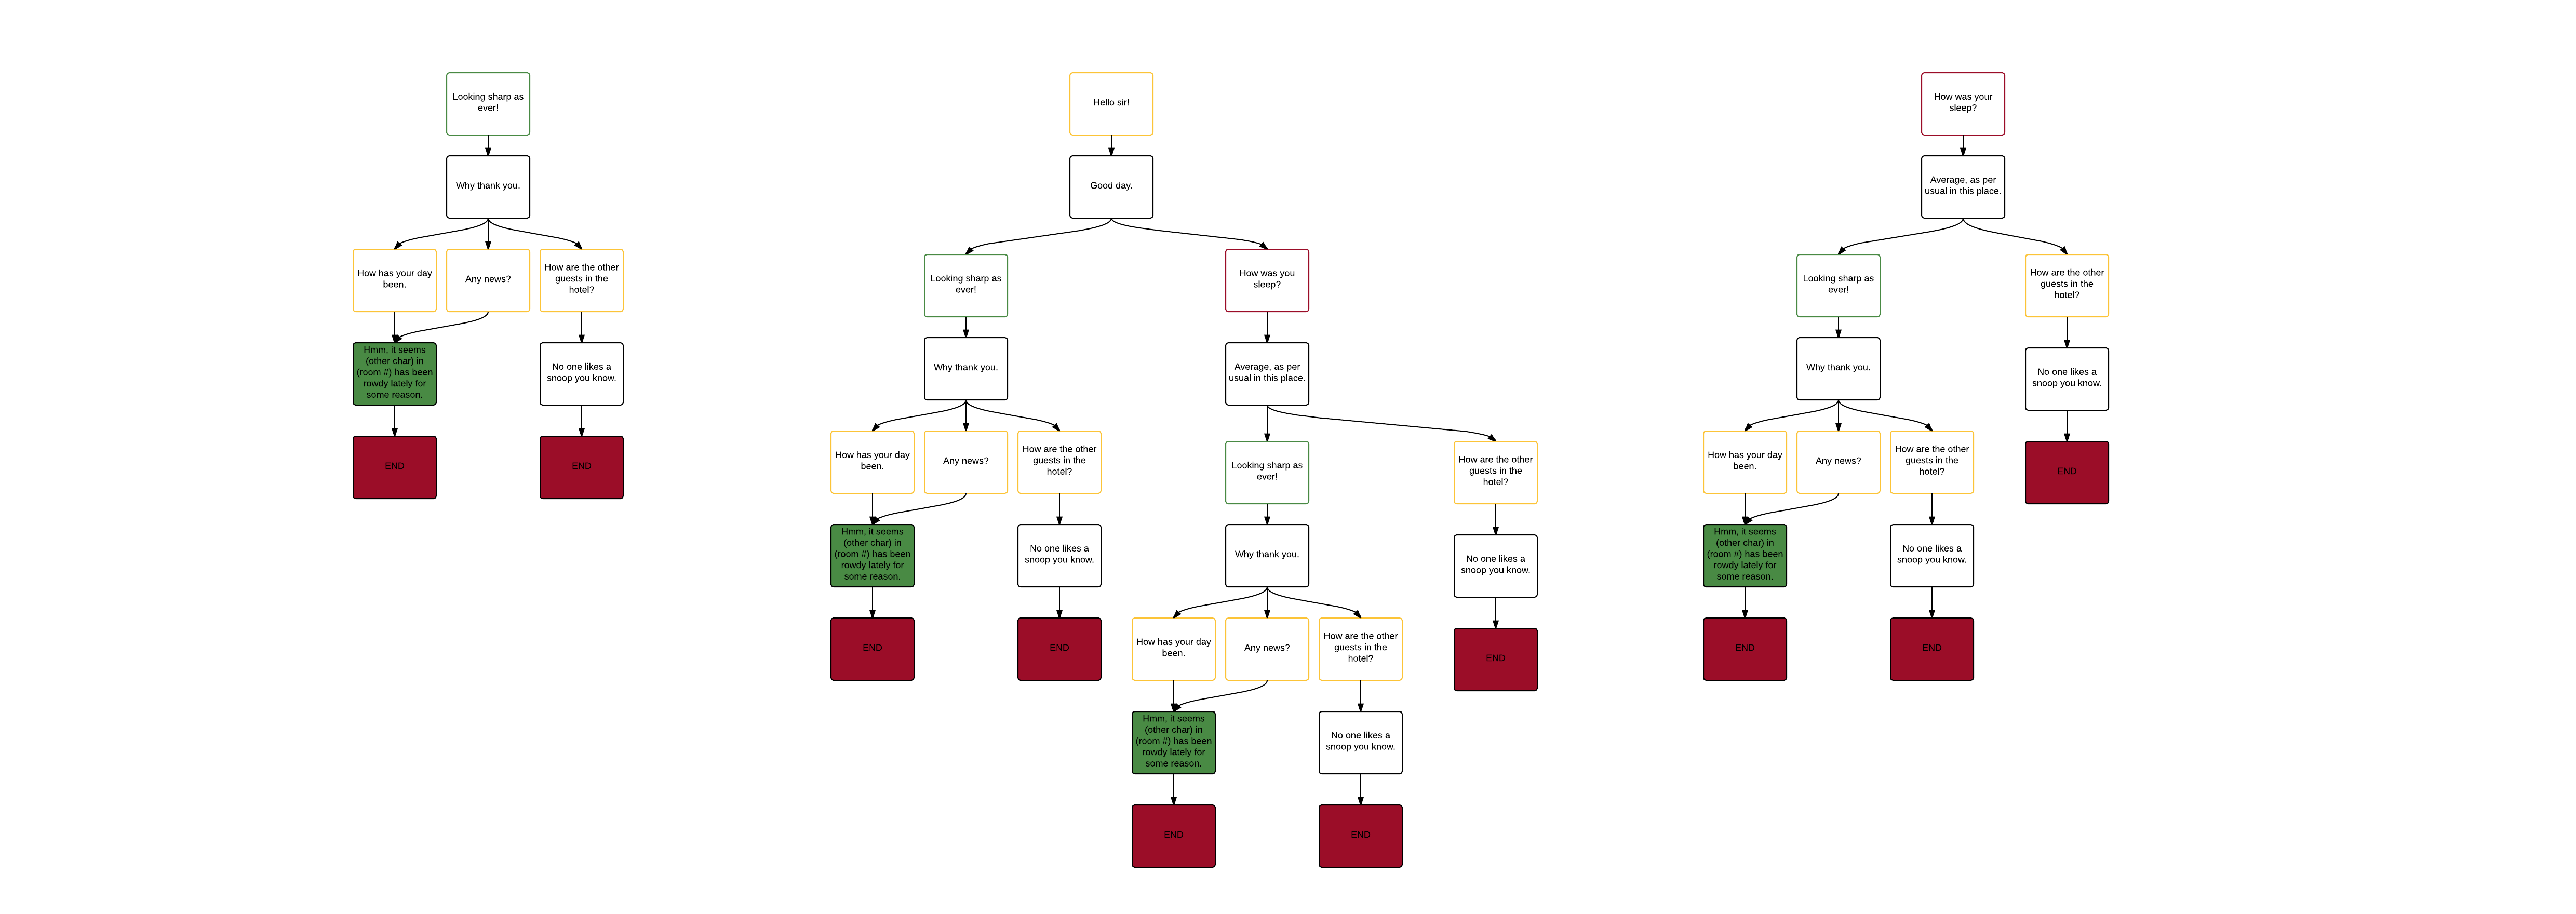 Looking sharp as
ever!
Why thank you.
How has your day
been.
Any news?
How are the other
guests in the
hotel?
Hmm, it seems
(other char) in
(room #) has been
rowdy lately for
some reason.
No one likes a
snoop you know.
END
END
Hello sir!
Good day.
Looking sharp as
ever!
How was you
sleep?
Why thank you.
Average, as per
usual in this place.
How has your day
been.
Any news?
How are the other
guests in the
hotel?
Looking sharp as
ever!
How are the other
guests in the
hotel?
Hmm, it seems
(other char) in
(room #) has been
rowdy lately for
some reason.
No one likes a
snoop you know.
Why thank you.
No one likes a
snoop you know.
END
END
How has your day
been.
Any news?
How are the other
guests in the
hotel?
END
Hmm, it seems
(other char) in
(room #) has been
rowdy lately for
some reason.
No one likes a
snoop you know.
END
END
How was your
sleep?
Average, as per
usual in this place.
Looking sharp as
ever!
How are the other
guests in the
hotel?
Why thank you.
No one likes a
snoop you know.
How has your day
been.
Any news?
How are the other
guests in the
hotel?
END
Hmm, it seems
(other char) in
(room #) has been
rowdy lately for
some reason.
No one likes a
snoop you know.
END
END